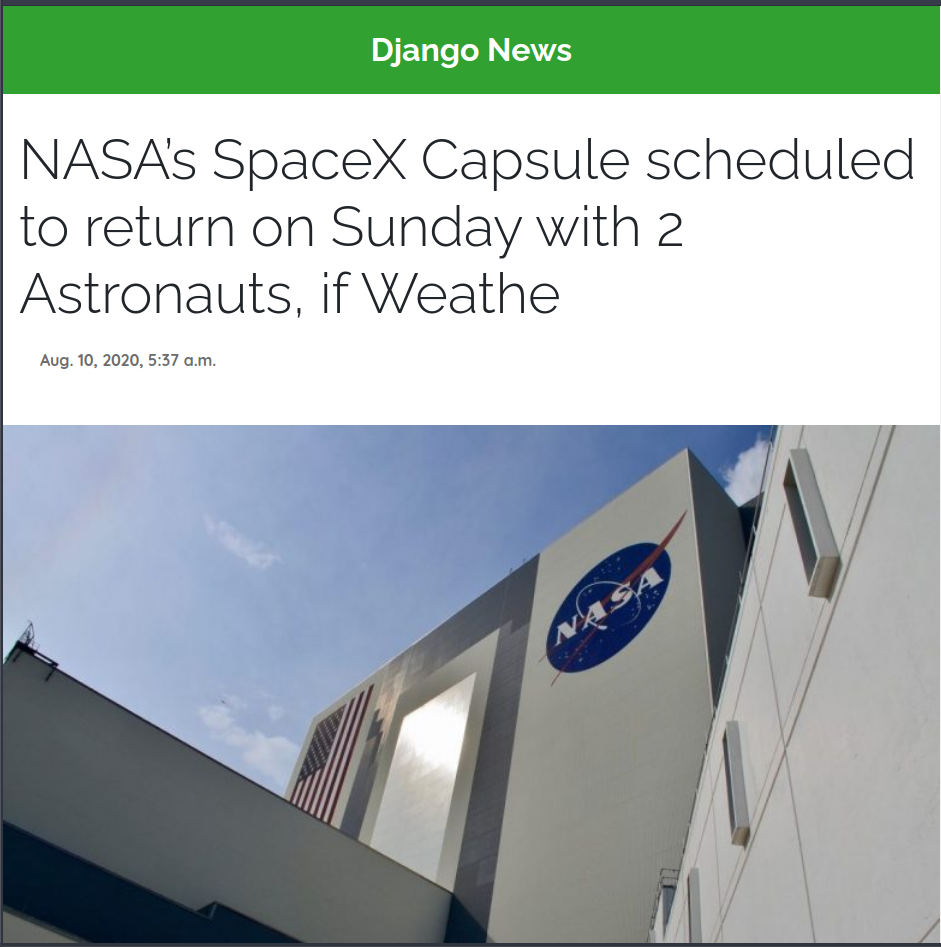 Django News
NASA’s SpaceX Capsule scheduled
to return on Sunday with 2
Astronauts, if Weathe
Aug. 10, 2020, 5:37 a.m.
NASA